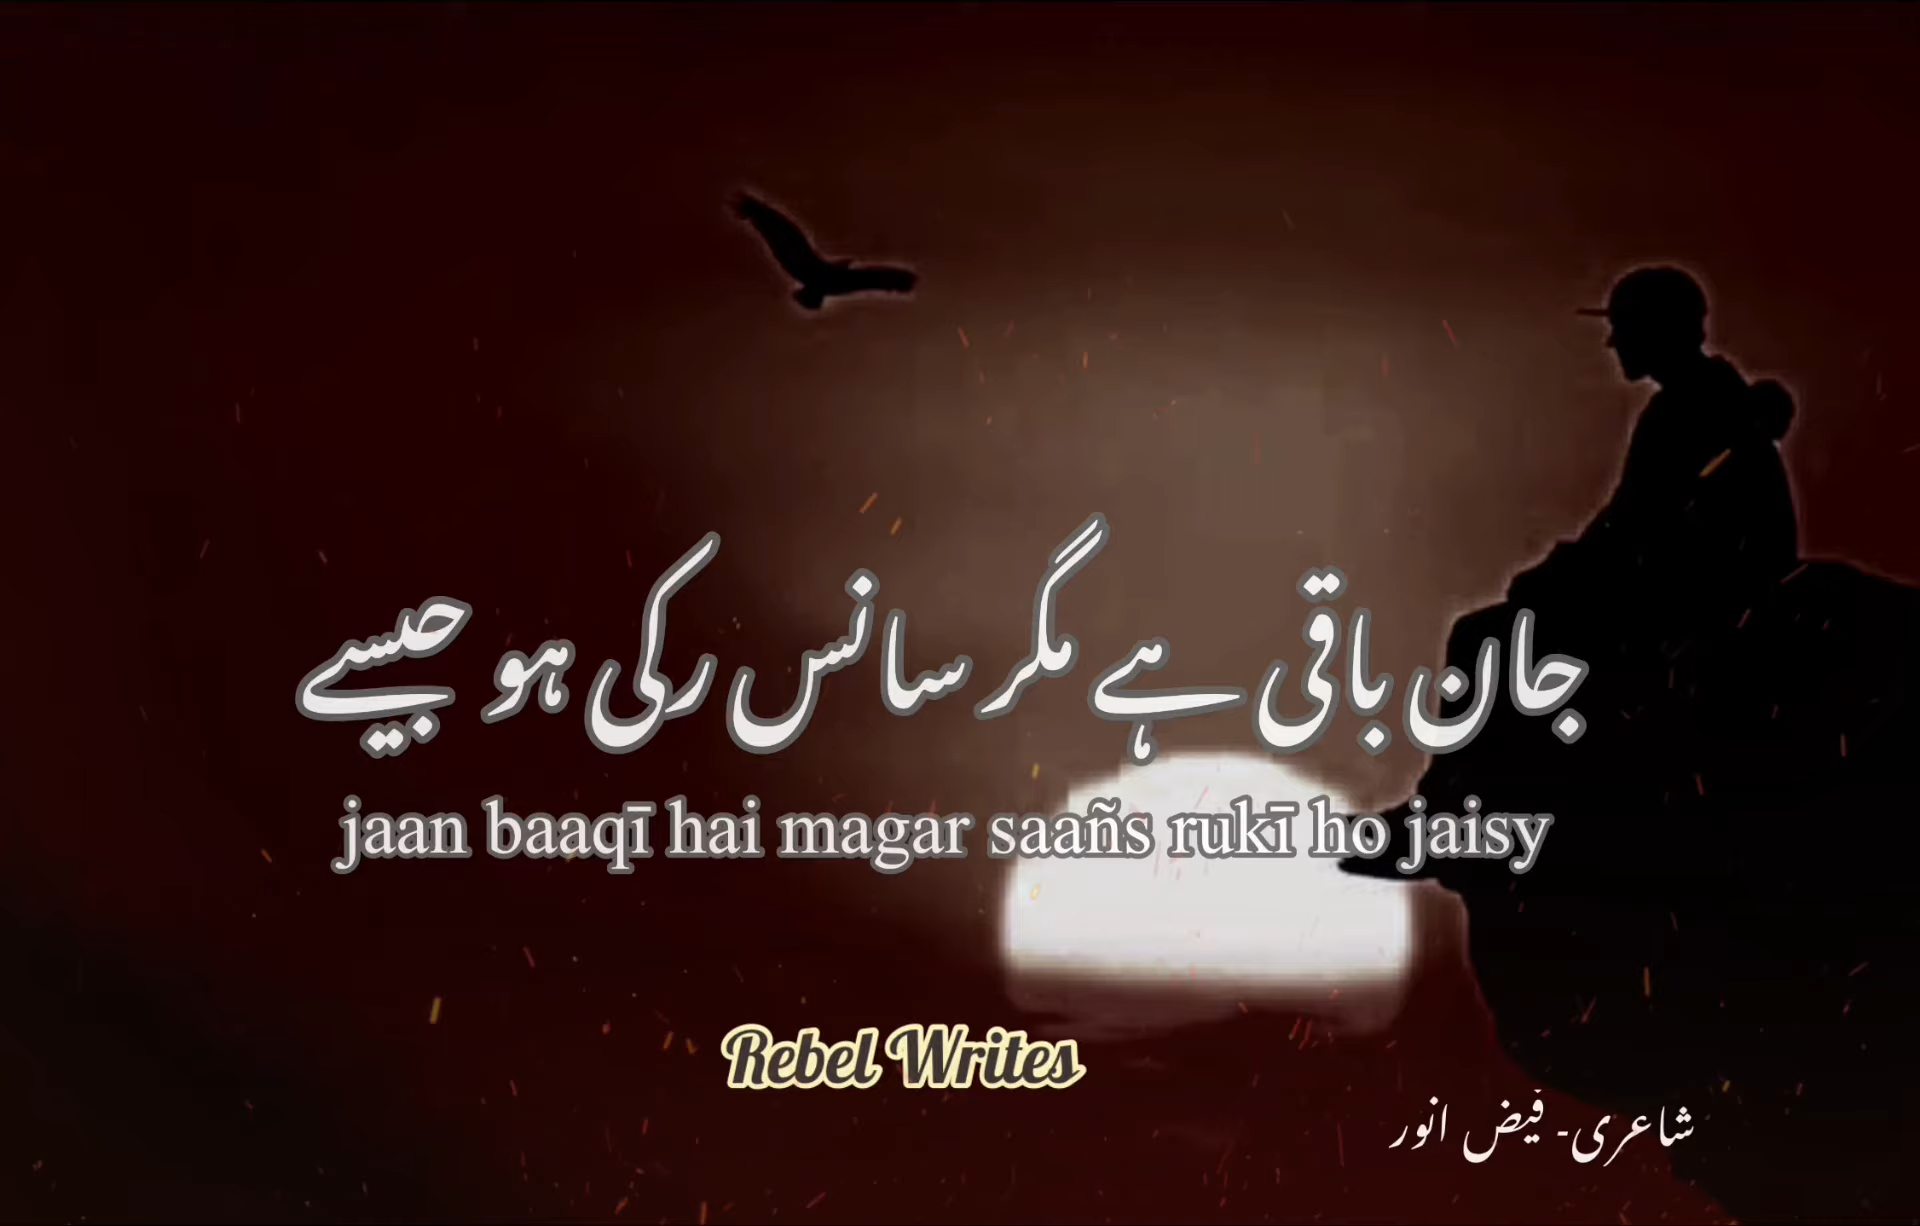 جان باقی ہے مگر سانس رکی ہو جیسے
jaan baaqī hai magar saañs rukī ho jaisy
Rebel Writes
شاعری۔ فیض انور